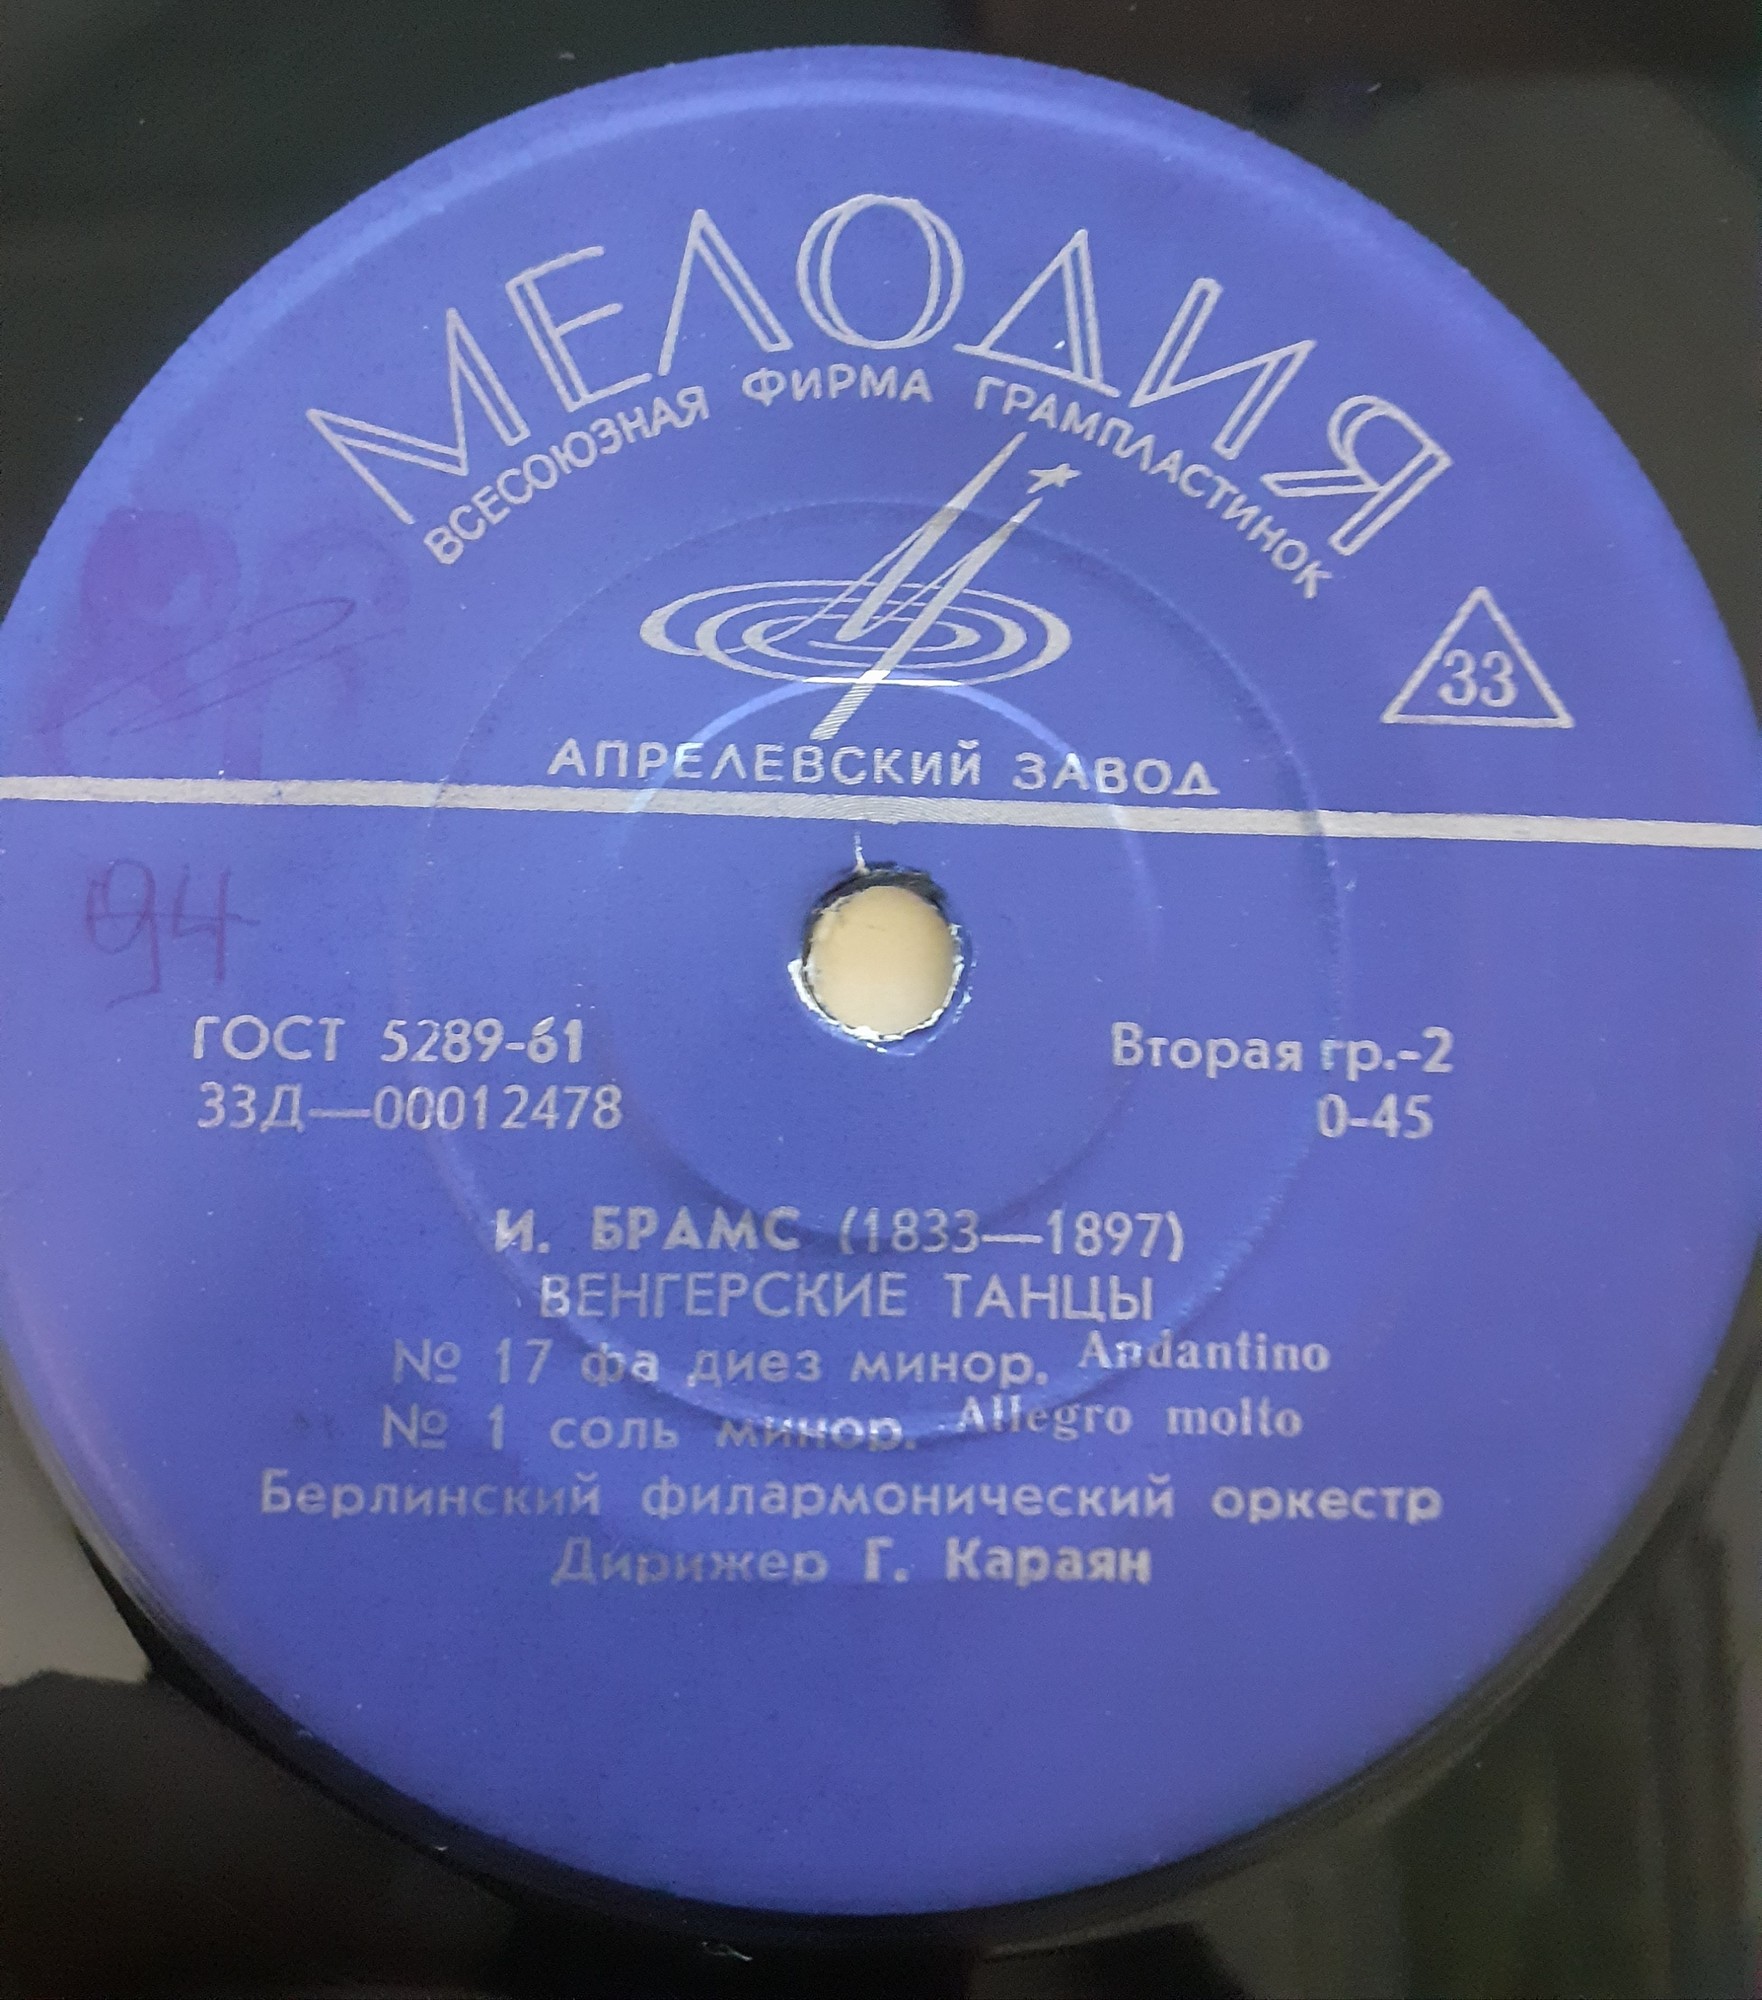 МЕЛОДИЯ
ВСЕСОЮЗНАЯ ФИРМА ГРАМПЛАСТИНОК
33
АПРЕЛЕВСКИЙ ЗАВОД
94
ГОСТ 5289-61
Вторая гр.-2
33Д—00012478
0-45
И. БРАМС (1833—1897)
ВЕНГЕРСКИЕ ТАНЦЫ
№ 17 фа диез минор. Andantino
№ 1 соль минор. Allegro molto
Берлинский филармонический оркестр
Дирижер Г. Караян